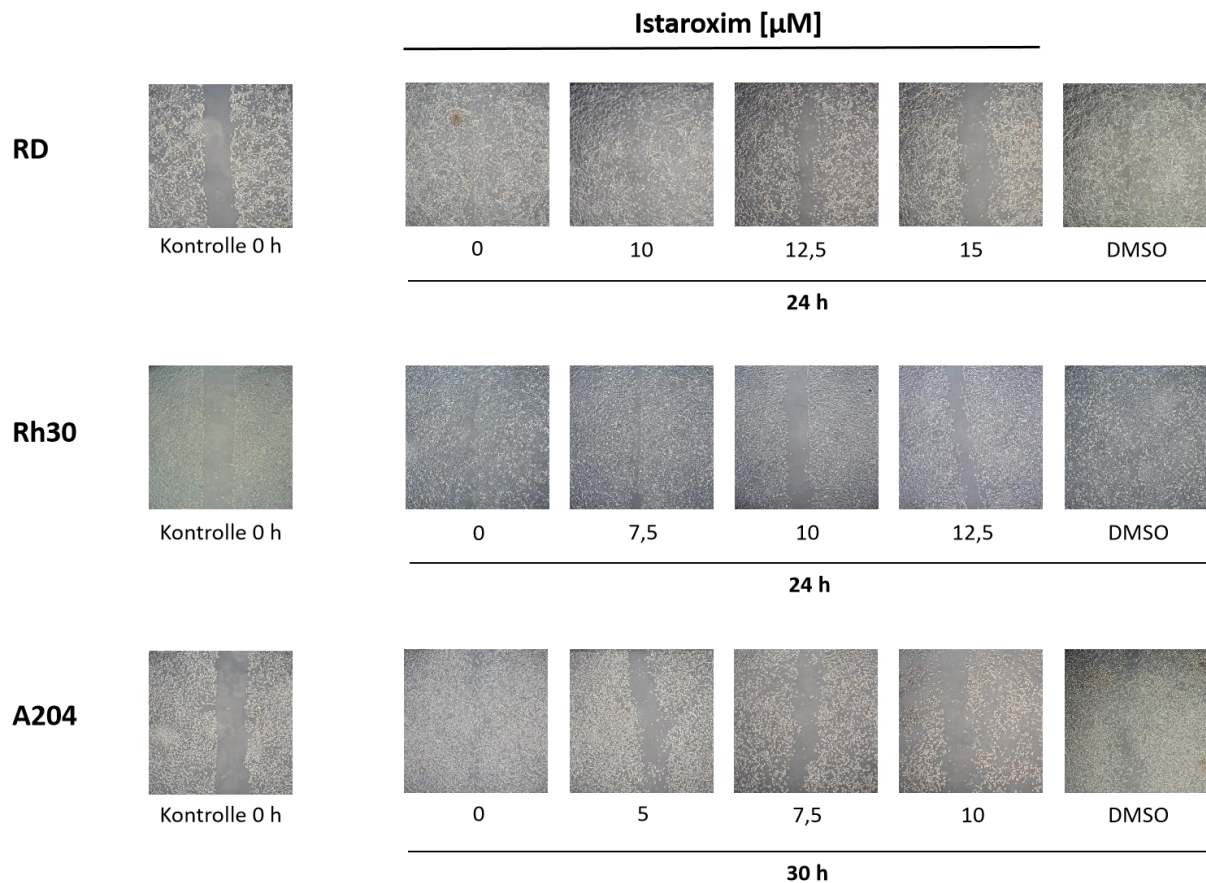 Istaroxim [µM]
RD
Kontrolle 0 h
0
10
12,5
15
DMSO
24 h
Rh30
Kontrolle 0 h
0
7,5
10
12,5
DMSO
24 h
A204
Kontrolle 0 h
0
5
7,5
10
DMSO
30 h